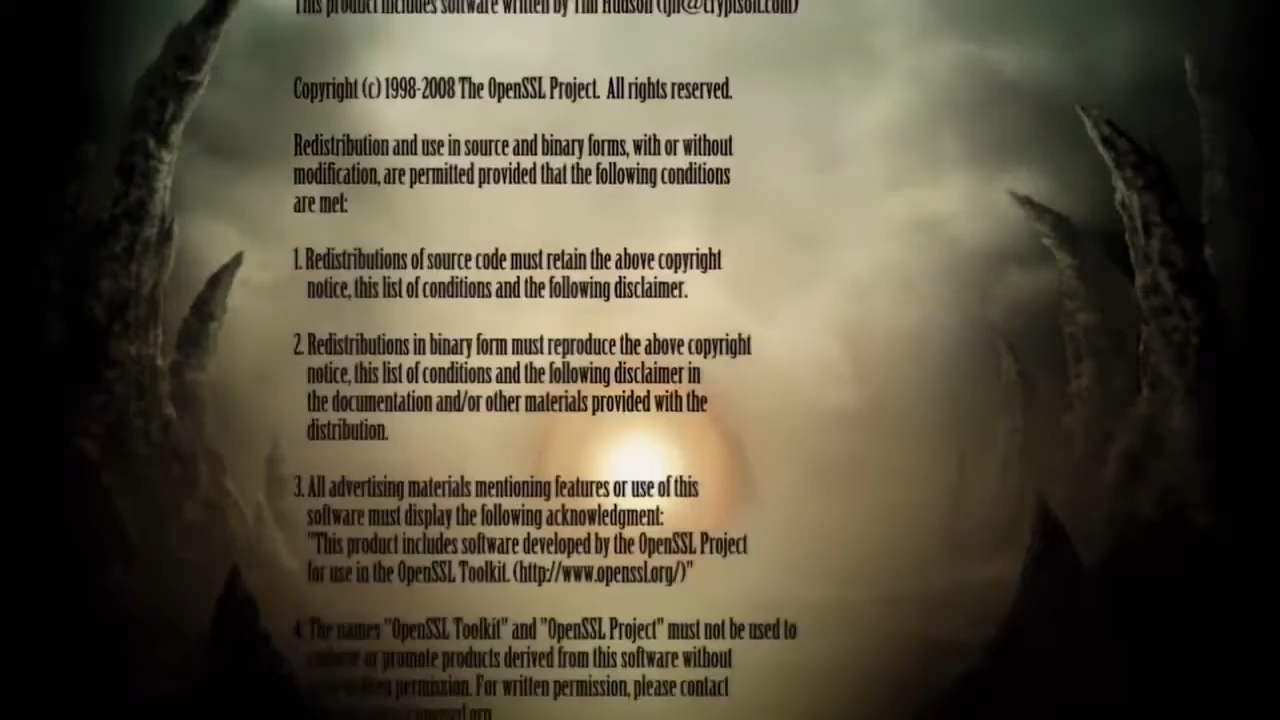 This product includes software written by Tim Hudson (tjh@cryptsoft.com)
Copyright (c) 1998-2008 The OpenSSL Project. All rights reserved.
Redistribution and use in source and binary forms, with or without
modification, are permitted provided that the following conditions
are met:
1. Redistributions of source code must retain the above copyright
notice, this list of conditions and the following disclaimer.
2. Redistributions in binary form must reproduce the above copyright
notice, this list of conditions and the following disclaimer in
the documentation and/or other materials provided with the
distribution.
3. All advertising materials mentioning features or use of this
software must display the following acknowledgment:
"This product includes software developed by the OpenSSL Project
for use in the OpenSSL Toolkit. (http://www.openssl.org/)"
4. The names "OpenSSL Toolkit" and "OpenSSL Project" must not be used to
or promote products derived from this software without
permission. For written permission, please contact